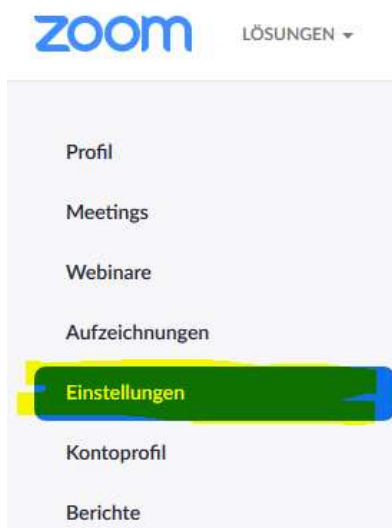 zoom LÖSUNGEN
Profil
Meetings
Webinare
Aufzeichnungen
Einstellungen
Kontoprofil
Berichte